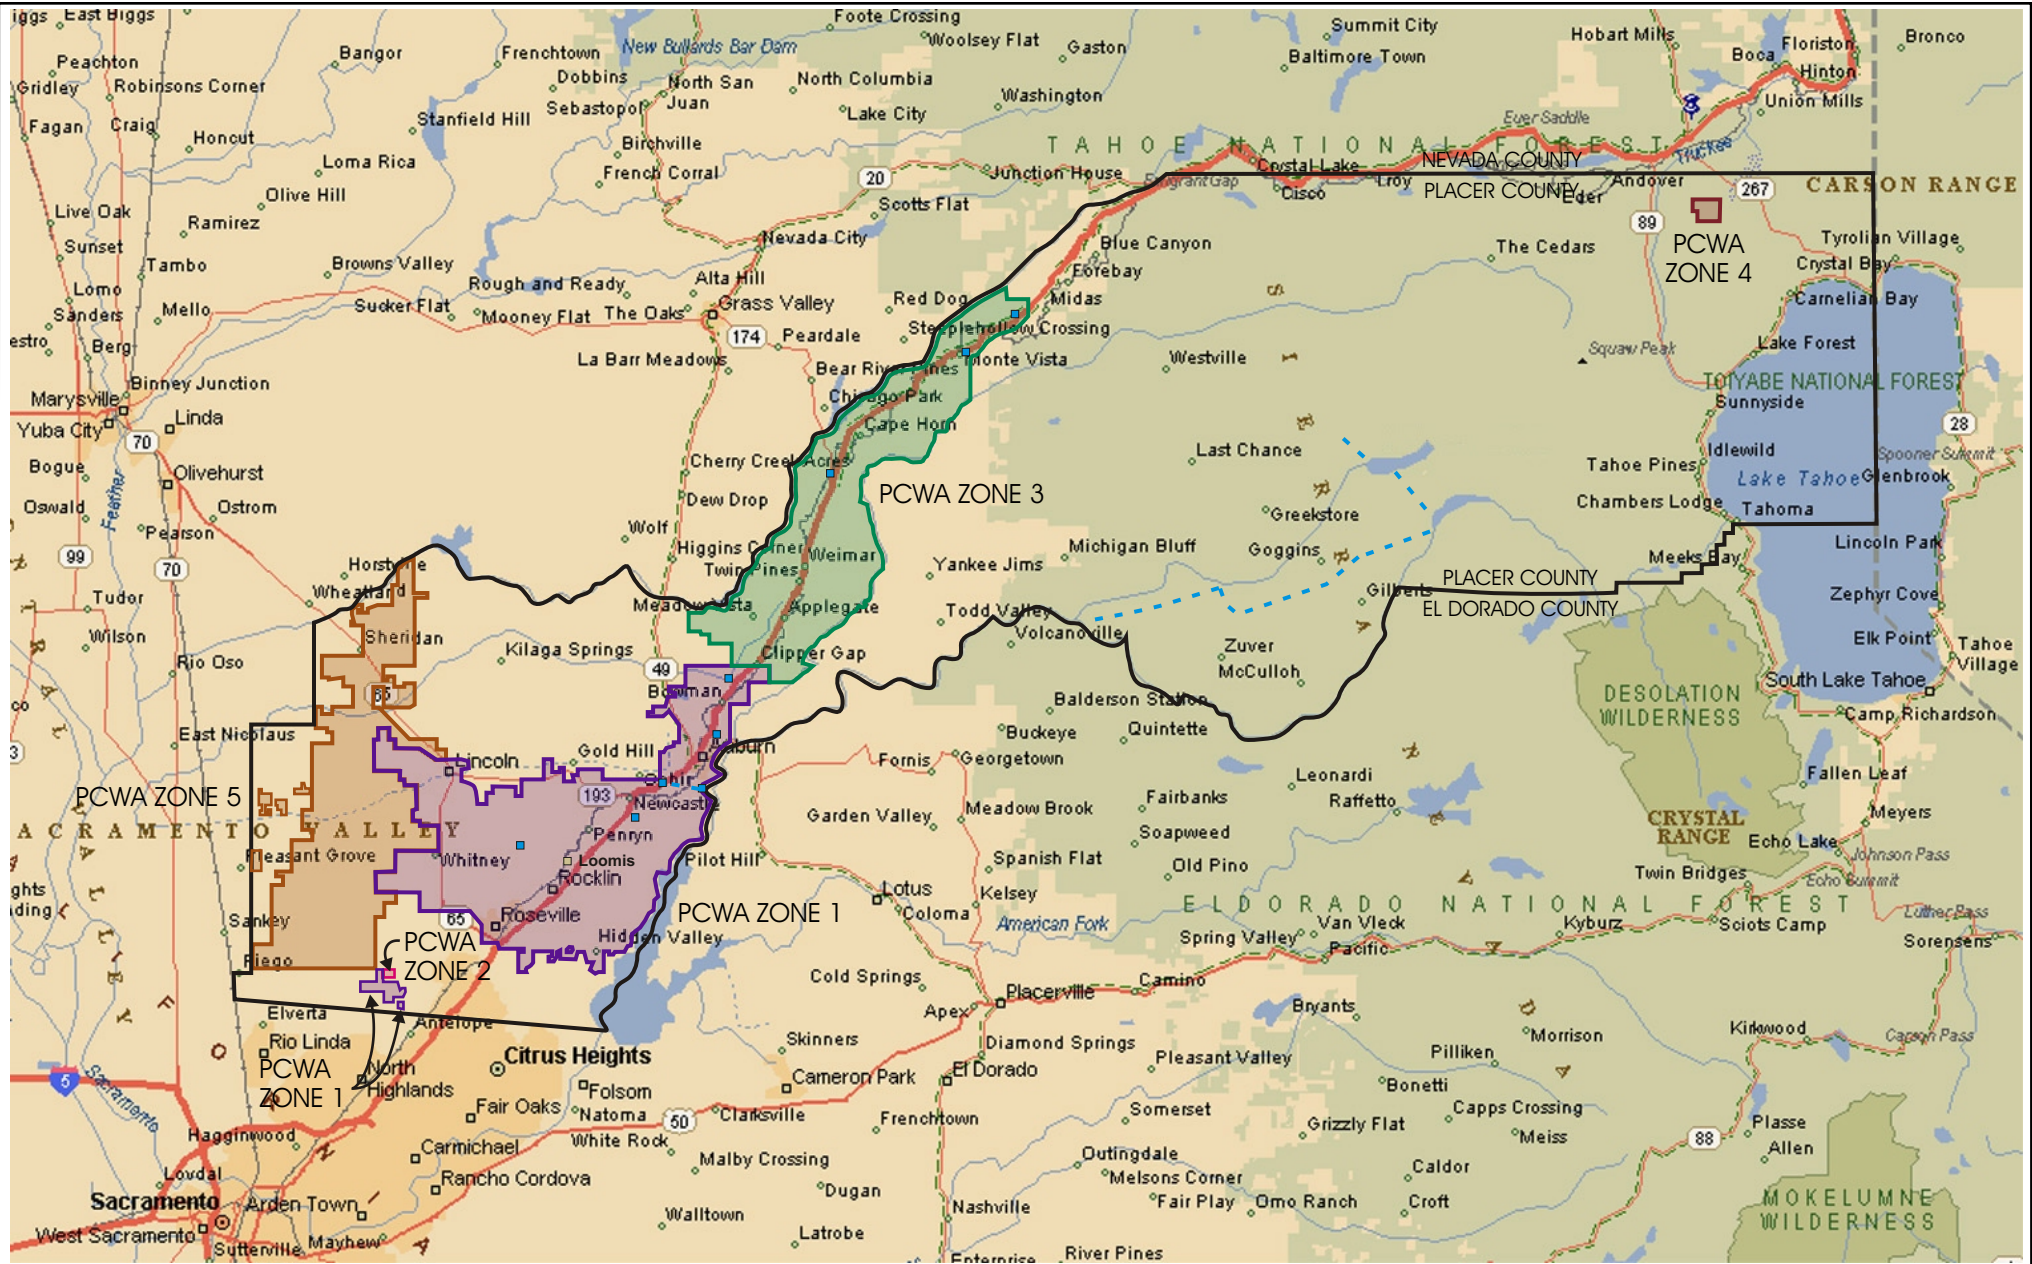 iggs
East Biggs
Foote Crossing
Summit City
Hobart Mills
Bronco
Peachton
Bangor
Frenchtown
New Bullards Bar Dam
Woolsey Flat
Gaston
Baltimore Town
Boca
Floriston
Hinton
Gridley
Robinsons Corner
Dobbins
North San
Juan
North Columbia
Washington
Union Mills
Sebastopol
Lake City
Fagan
Craig
Honcut
Stanfield Hill
Birchville
Euer Saddle
TAHOE NATIONAL FOREST
Truckee
Loma Rica
French Corral
20
Junction House
Emigrant Gap
Crystal Lake
Cisco
Troy
NEVADA COUNTY
PLACER COUNTY
Eder
Andover
267
CARSON RANGE
Live Oak
Olive Hill
Ramirez
Scotts Flat
89
PCWA
ZONE 4
Sunset
Tambo
Browns Valley
Nevada City
Blue Canyon
The Cedars
Tyrolian Village
Crystal Bay
Lomo
Mello
Rough and Ready
Alta Hill
Forebay
Sanders
Sucker Flat
Mooney Flat
The Oaks
Grass Valley
Red Dog
Midas
Carnelian Bay
estro
Berg
174
Peardale
Steephollow Crossing
La Barr Meadows
Bear River Pines
Monte Vista
Westville
Squaw Peak
Lake Forest
Binney Junction
Marysville
Linda
Chicago Park
TOIYABE NATIONAL FOREST
Sunnyside
Yuba City
70
Cape Horn
28
Bogue
Olivehurst
Cherry Creek Acres
Last Chance
Tahoe Pines
Idlewild
Spooner Summit
Oswald
Feather
Ostrom
Dew Drop
PCWA ZONE 3
Lake Tahoe
Glenbrook
Pearson
Wolf
Greekstore
Chambers Lodge
Tahoma
99
70
Horstville
Higgins Corner
Weimar
Michigan Bluff
Goggins
Lincoln Park
Wheatland
Twin Pines
Yankee Jims
Meeks Bay
Tudor
Meadow Vista
Applegate
Todd Valley
Gilberts
PLACER COUNTY
EL DORADO COUNTY
Zephyr Cove
Wilson
Sheridan
Volcanoville
Elk Point
Tahoe
Village
Rio Oso
Kilaga Springs
49
Clipper Gap
Zuver
McCulloh
65
Bowman
Balderson Station
DESOLATION
WILDERNESS
South Lake Tahoe
co
East Nicolaus
Gold Hill
Auburn
Buckeye
Quintette
Camp Richardson
3
Lincoln
Fornis
Georgetown
PCWA ZONE 5
193
Ophir
Newcastle
Leonardi
Raffetto
Fallen Leaf
Garden Valley
Meadow Brook
Fairbanks
CRYSTAL
RANGE
Meyers
SACRAMENTO VALLEY
Penryn
Soapweed
Echo Lake
Pleasant Grove
Whitney
Loomis
Pilot Hill
Spanish Flat
Old Pino
Johnson Pass
ghts
ding
Rocklin
Lotus
Kelsey
Twin Bridges
Echo Summit
Sankey
65
Roseville
PCWA ZONE 1
Coloma
American Fork
ELDORADO NATIONAL FOREST
Luther Pass
Riego
PCWA
ZONE 2
Hidden Valley
Spring Valley
Van Vleck
Pacific
Kyburz
Sciots Camp
Sorensens
Cold Springs
Camino
Elverta
Antelope
Apex
Placerville
Bryants
Rio Linda
Citrus Heights
Skinners
Diamond Springs
Morrison
Kirkwood
Carson Pass
5
Sacramento
PCWA
ZONE 1
North
Highlands
Folsom
Cameron Park
El Dorado
Pleasant Valley
Pilliken
Bonetti
Fair Oaks
Natoma
Clarksville
Frenchtown
Somerset
Capps Crossing
Hagginwood
White Rock
50
Grizzly Flat
Meiss
88
Plasse
Allen
Carmichael
Malby Crossing
Outingdale
Lovdal
Rancho Cordova
Dugan
Melsons Corner
Caldor
Sacramento
Arden Town
Walltown
Nashville
Fair Play
Omo Ranch
Croft
MOKELUMNE
WILDERNESS
West Sacramento
Sutterville
Mayhew
Latrobe
Enterprise
River Pines
SIERRA NEVADA
CALIFORNIA